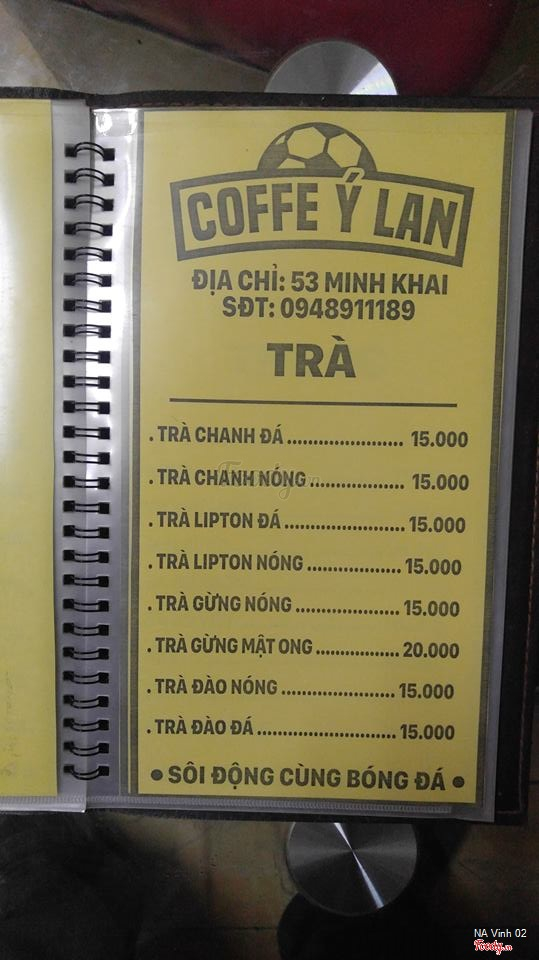 COFFE Ý LAN
ĐỊA CHỈ: 53 MINH KHAI
SĐT: 0948911189
TRÀ
. TRÀ CHANH ĐÁ ...................... 15.000
. TRÀ CHANH NÓNG .................. 15.000
. TRÀ LIPTON ĐÁ ....................... 15.000
. TRÀ LIPTON NÓNG .................. 15.000
. TRÀ GỪNG NÓNG .................... 15.000
. TRÀ GỪNG MẬT ONG ................ 20.000
. TRÀ ĐÀO NÓNG ...................... 15.000
. TRÀ ĐÀO ĐÁ ........................... 15.000
• SÔI ĐỘNG CÙNG BÓNG ĐÁ •
NA Vinh 02
Foody.vn